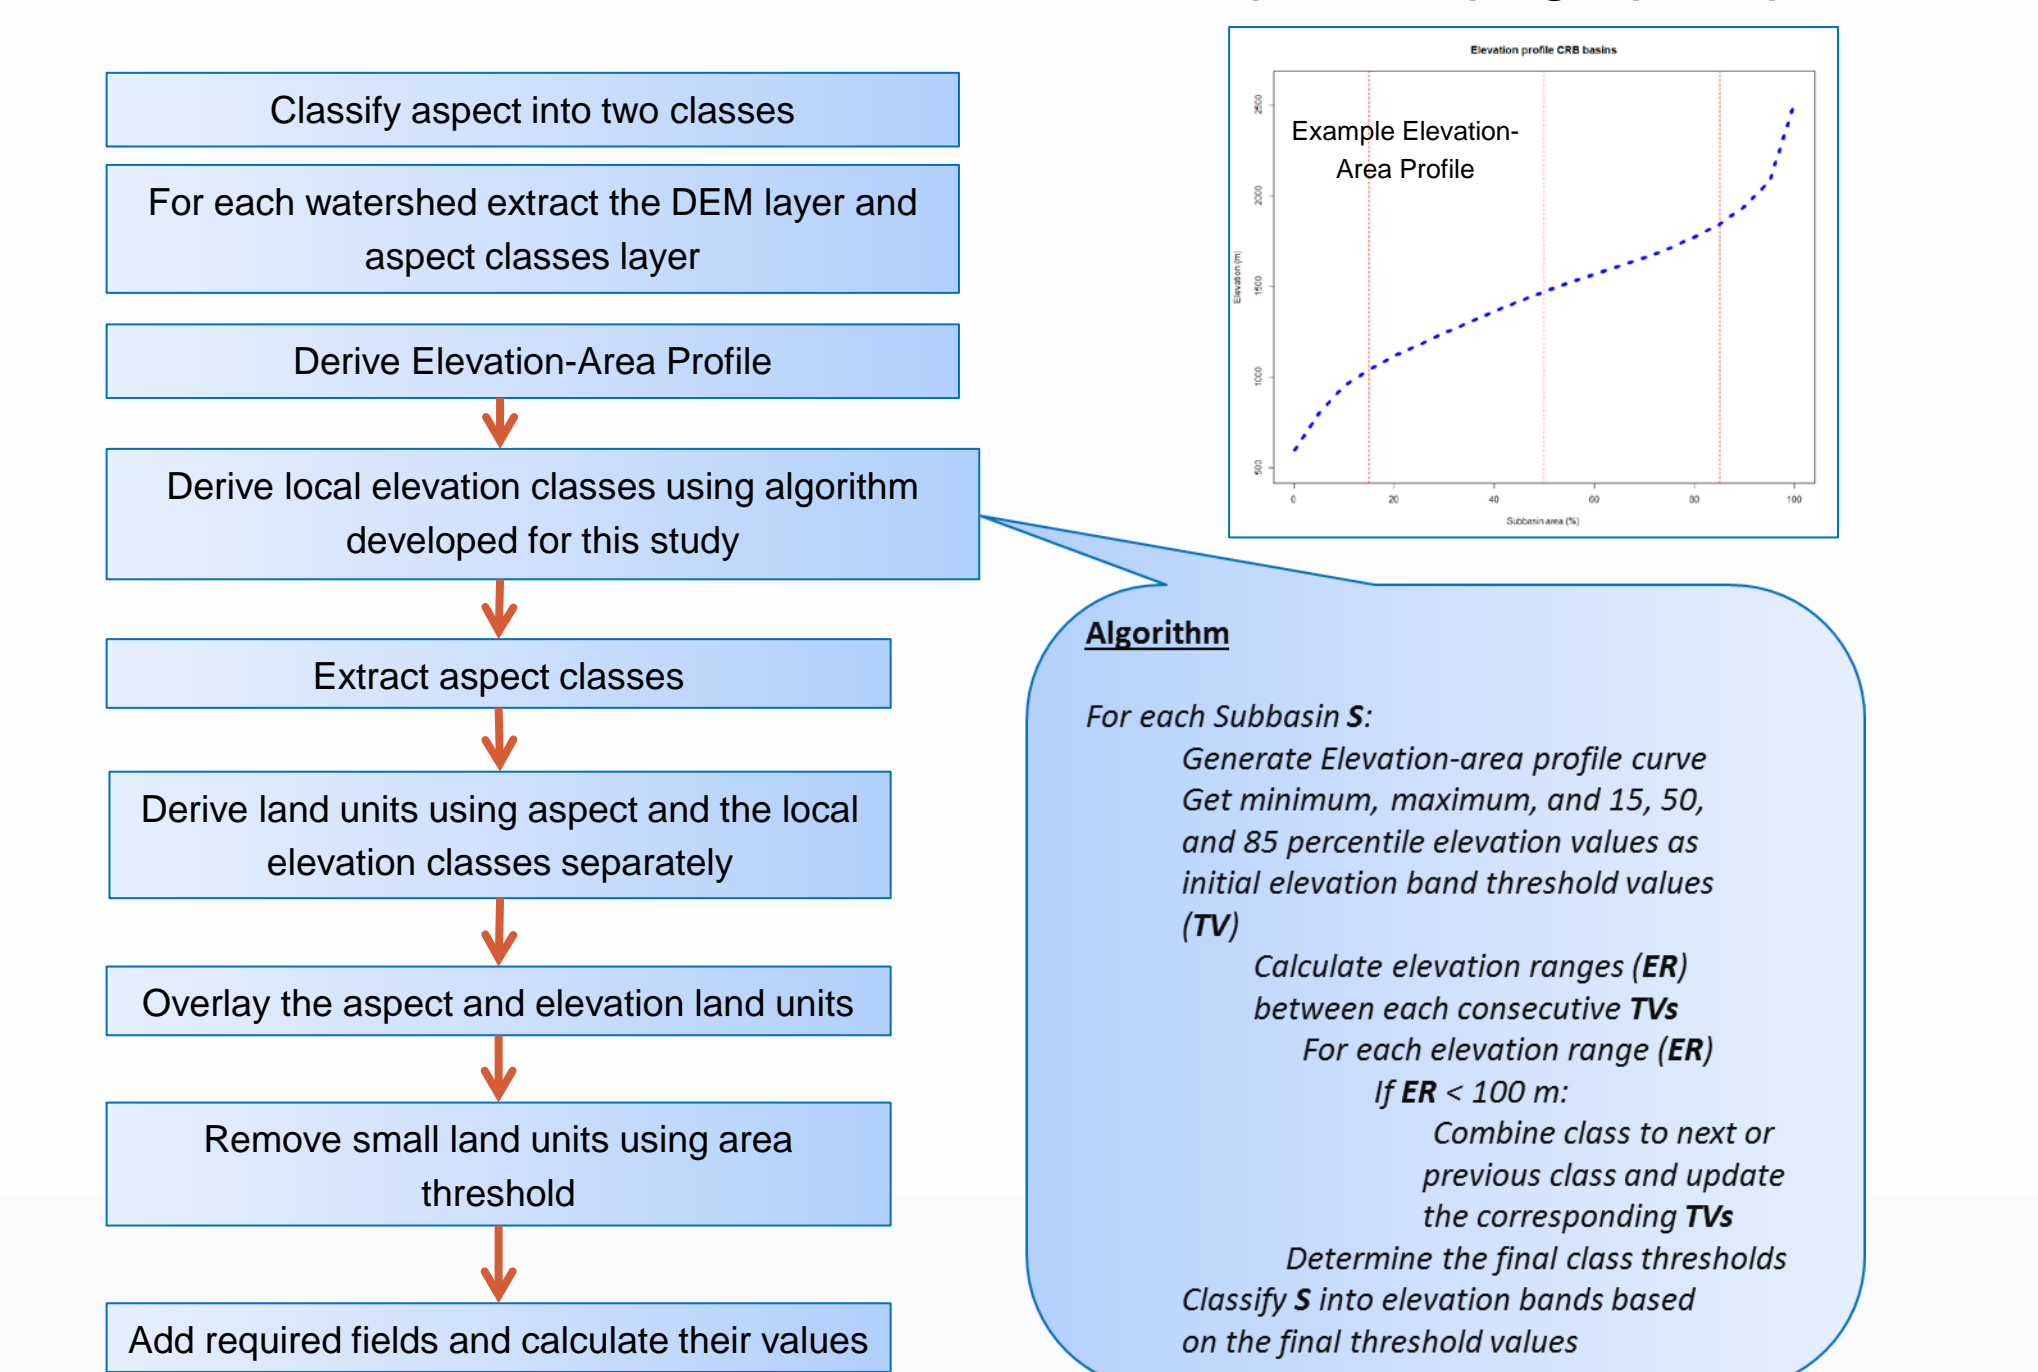 Classify aspect into two classes
For each watershed extract the DEM layer and
aspect classes layer
Derive Elevation-Area Profile
Derive local elevation classes using algorithm
developed for this study
Extract aspect classes
Derive land units using aspect and the local
elevation classes separately
Overlay the aspect and elevation land units
Remove small land units using area
threshold
Add required fields and calculate their values
Elevation profile CRB basins
Example Elevation-
Area Profile
Elevation (m)
2500
2000
1500
1000
500
0 20 40 60 80 100
Subbasin area (%)
Algorithm
For each Subbasin S:
Generate Elevation-area profile curve
Get minimum, maximum, and 15, 50,
and 85 percentile elevation values as
initial elevation band threshold values
(TV)
Calculate elevation ranges (ER)
between each consecutive TVs
For each elevation range (ER)
If ER < 100 m:
Combine class to next or
previous class and update
the corresponding TVs
Determine the final class thresholds
Classify S into elevation bands based
on the final threshold values